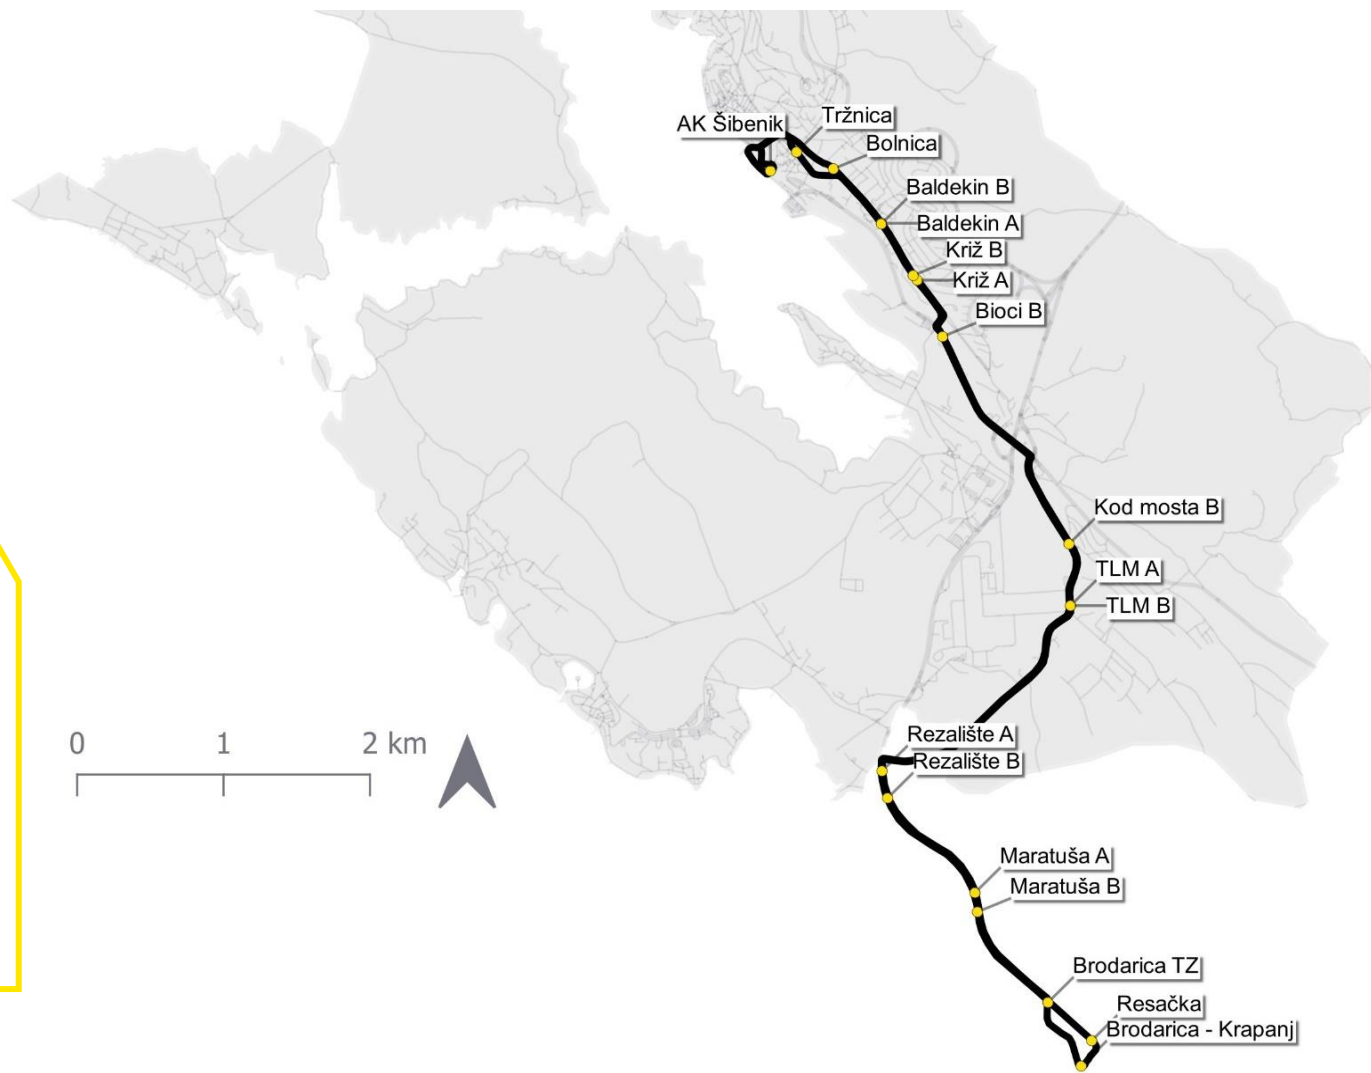 Tržnica
AK Šibenik
Bolnica
Baldekin B
Baldekin A
Križ B
Križ A
Bioci B
Kod mosta B
TLM A
TLM B
Rezalište A
0 1 2 km
Rezalište B
Maratuša A
Maratuša B
Brodarica TZ
Resačka
Brodarica - Krapanj